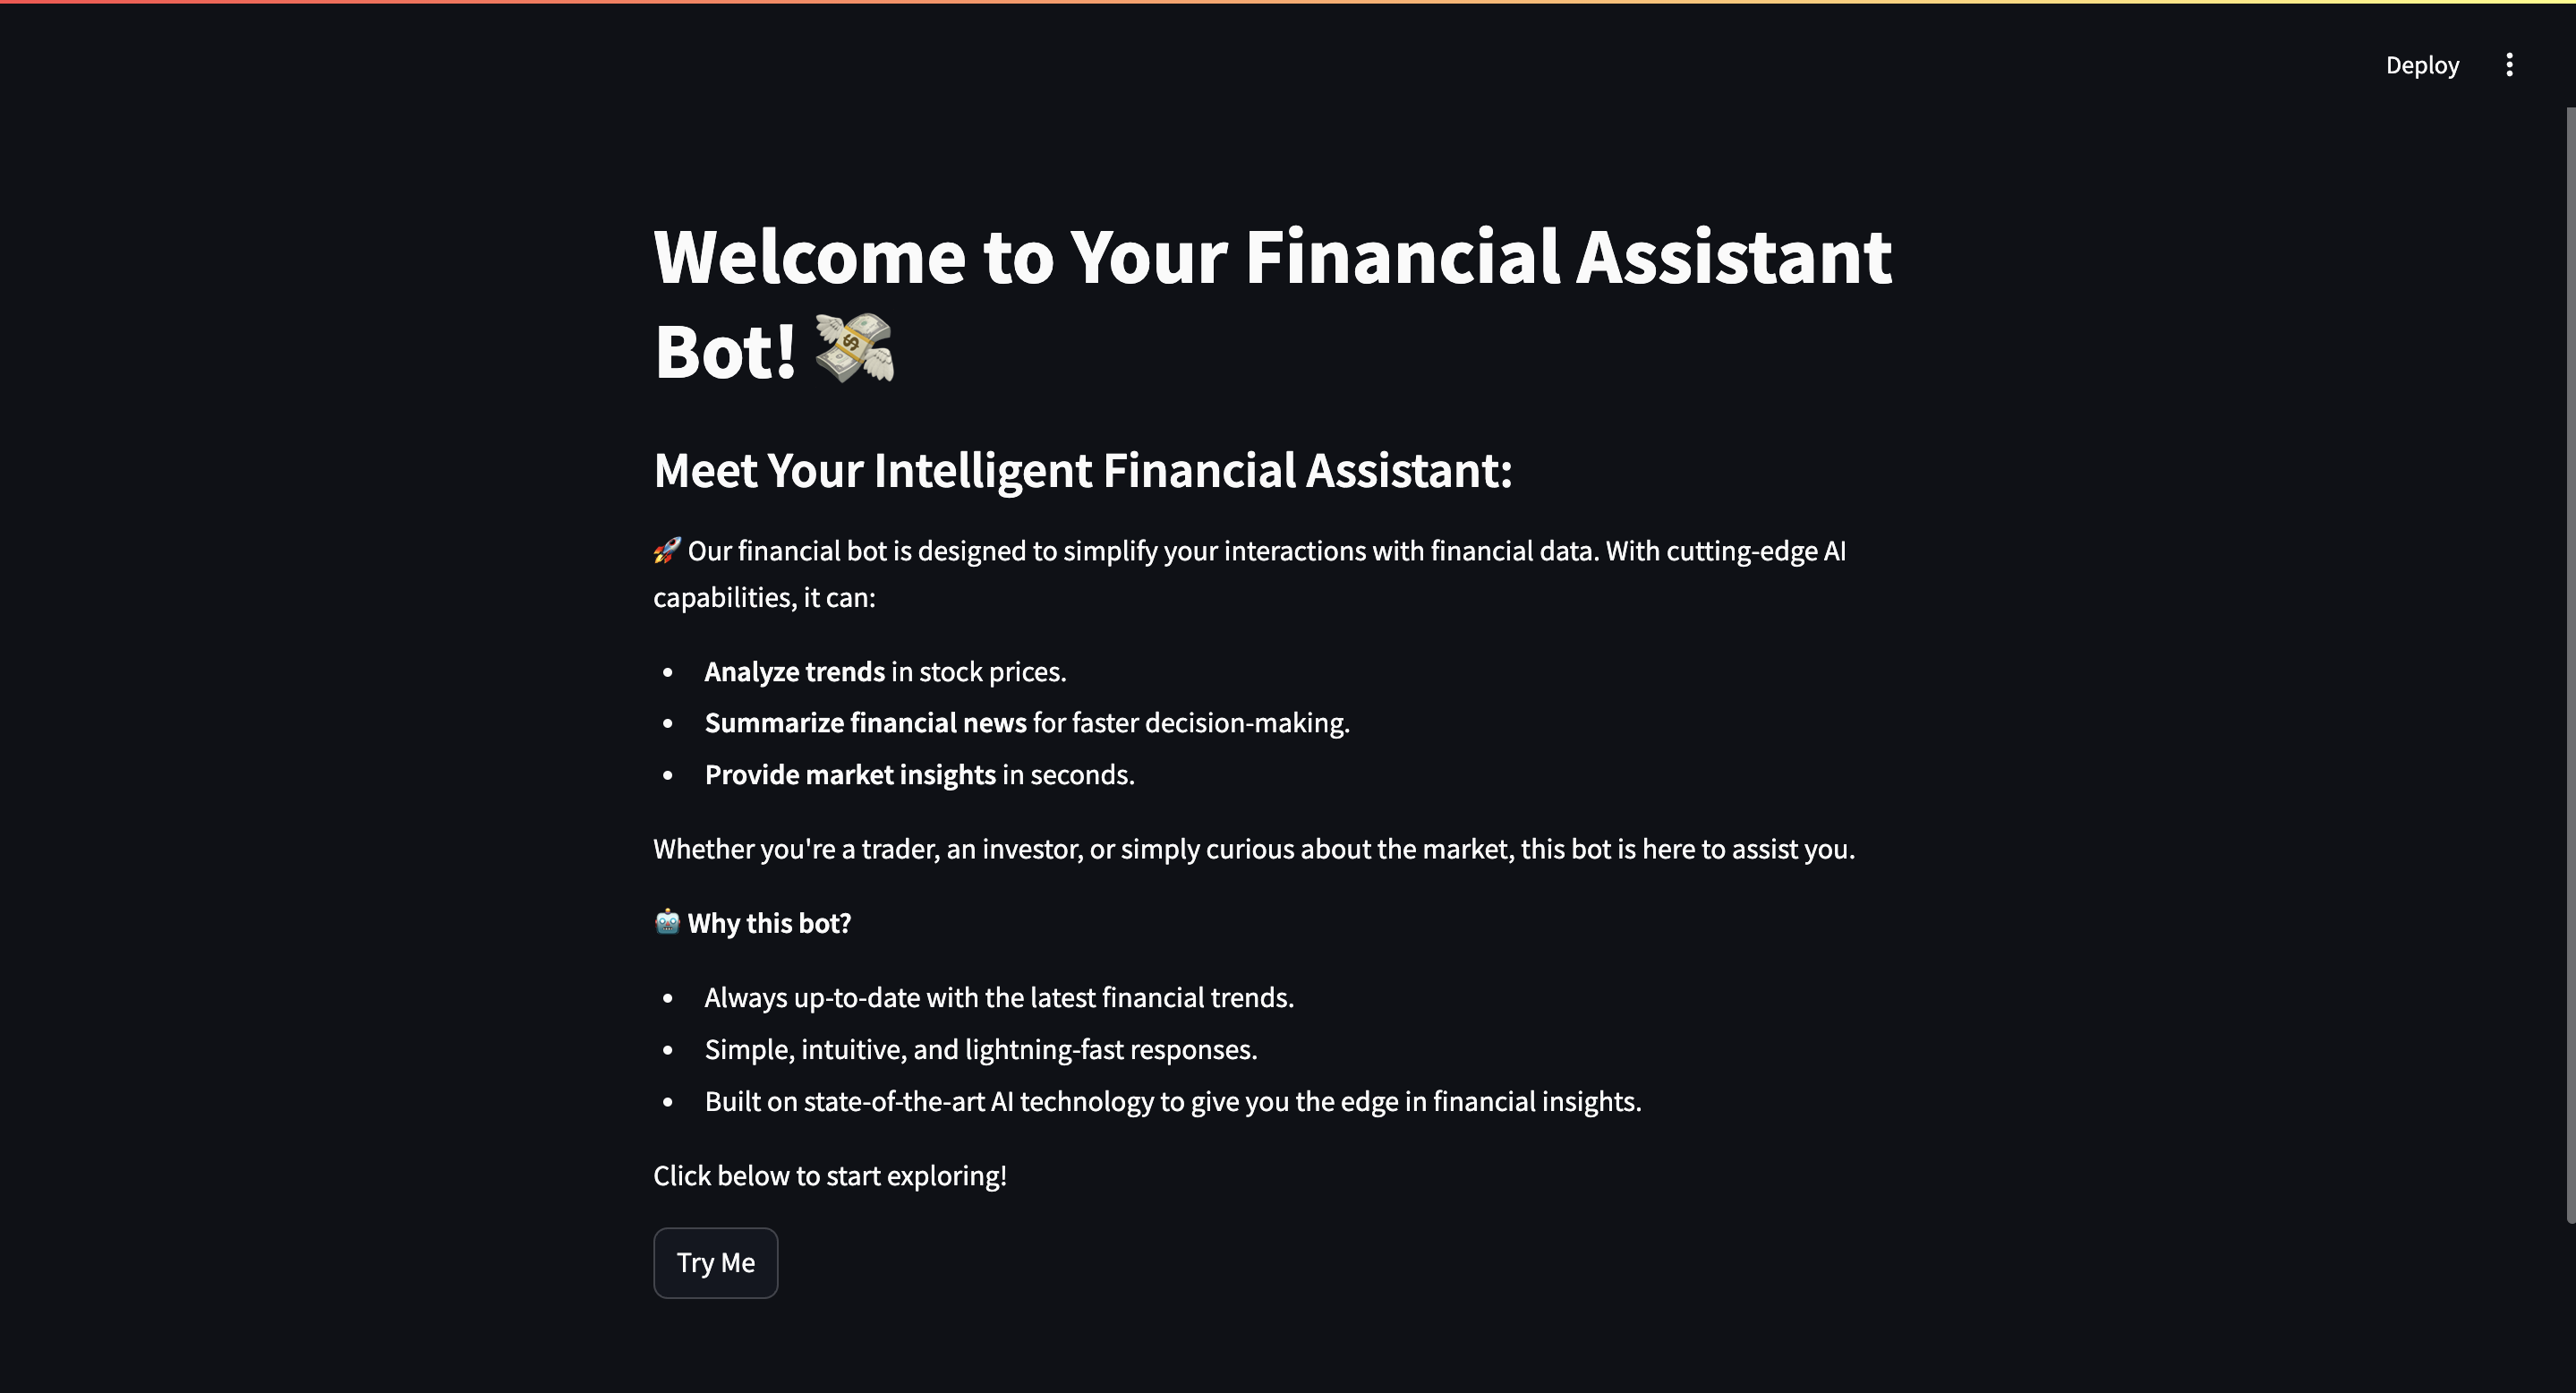 Deploy
Welcome to Your Financial Assistant
Bot! 💸
Meet Your Intelligent Financial Assistant:
🚀 Our financial bot is designed to simplify your interactions with financial data. With cutting-edge AI
capabilities, it can:
• Analyze trends in stock prices.
• Summarize financial news for faster decision-making.
• Provide market insights in seconds.
Whether you're a trader, an investor, or simply curious about the market, this bot is here to assist you.
🤖 Why this bot?
• Always up-to-date with the latest financial trends.
• Simple, intuitive, and lightning-fast responses.
• Built on state-of-the-art AI technology to give you the edge in financial insights.
Click below to start exploring!
Try Me